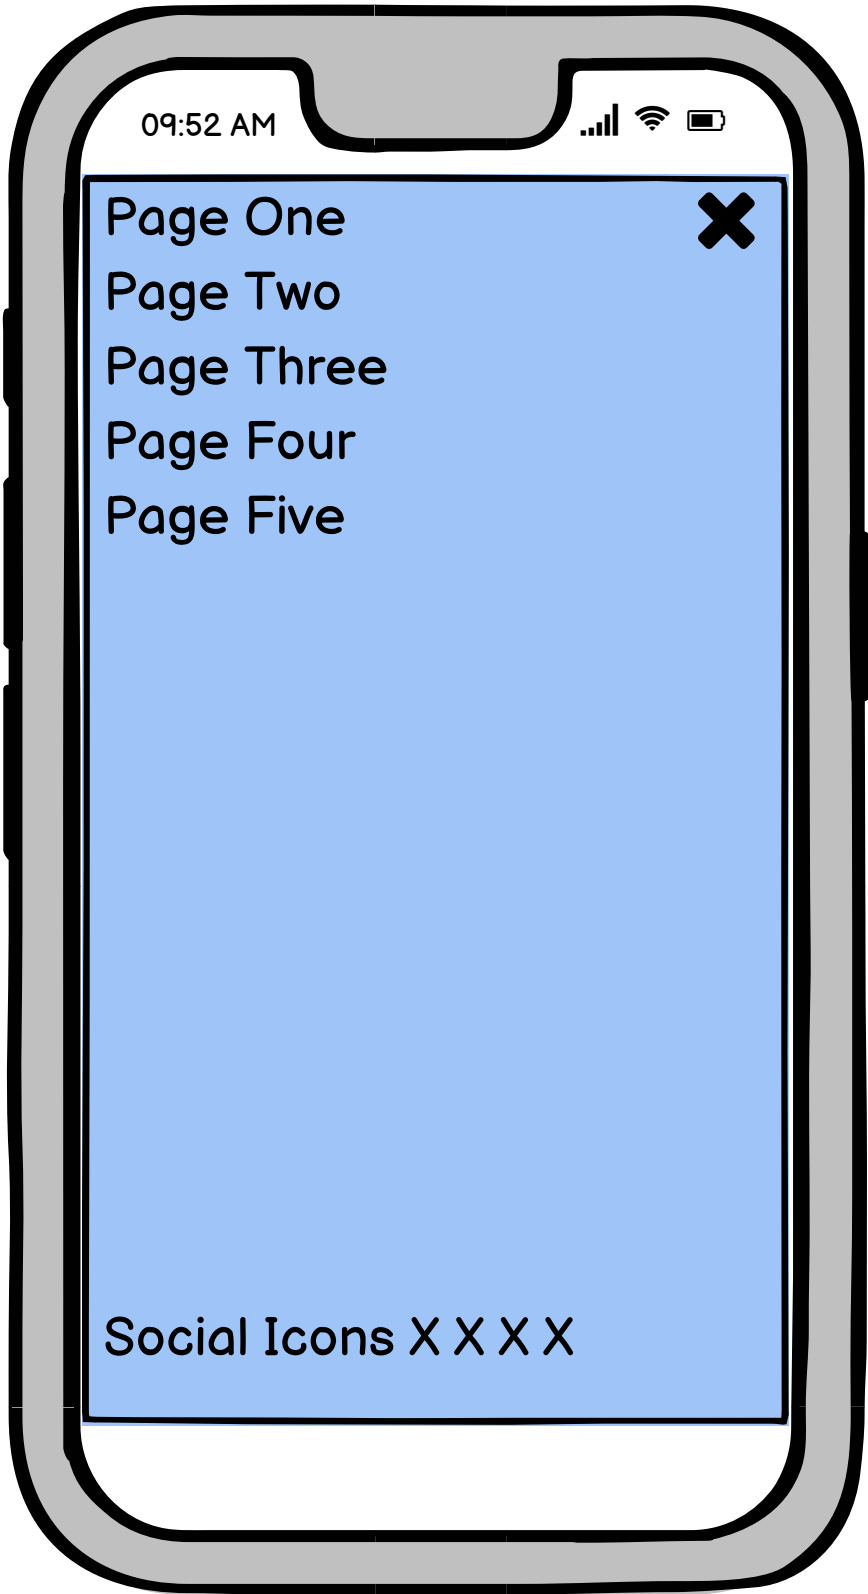 09:52 AM
Page One
Page Two
Page Three
Page Four
Page Five
Social Icons X X X X